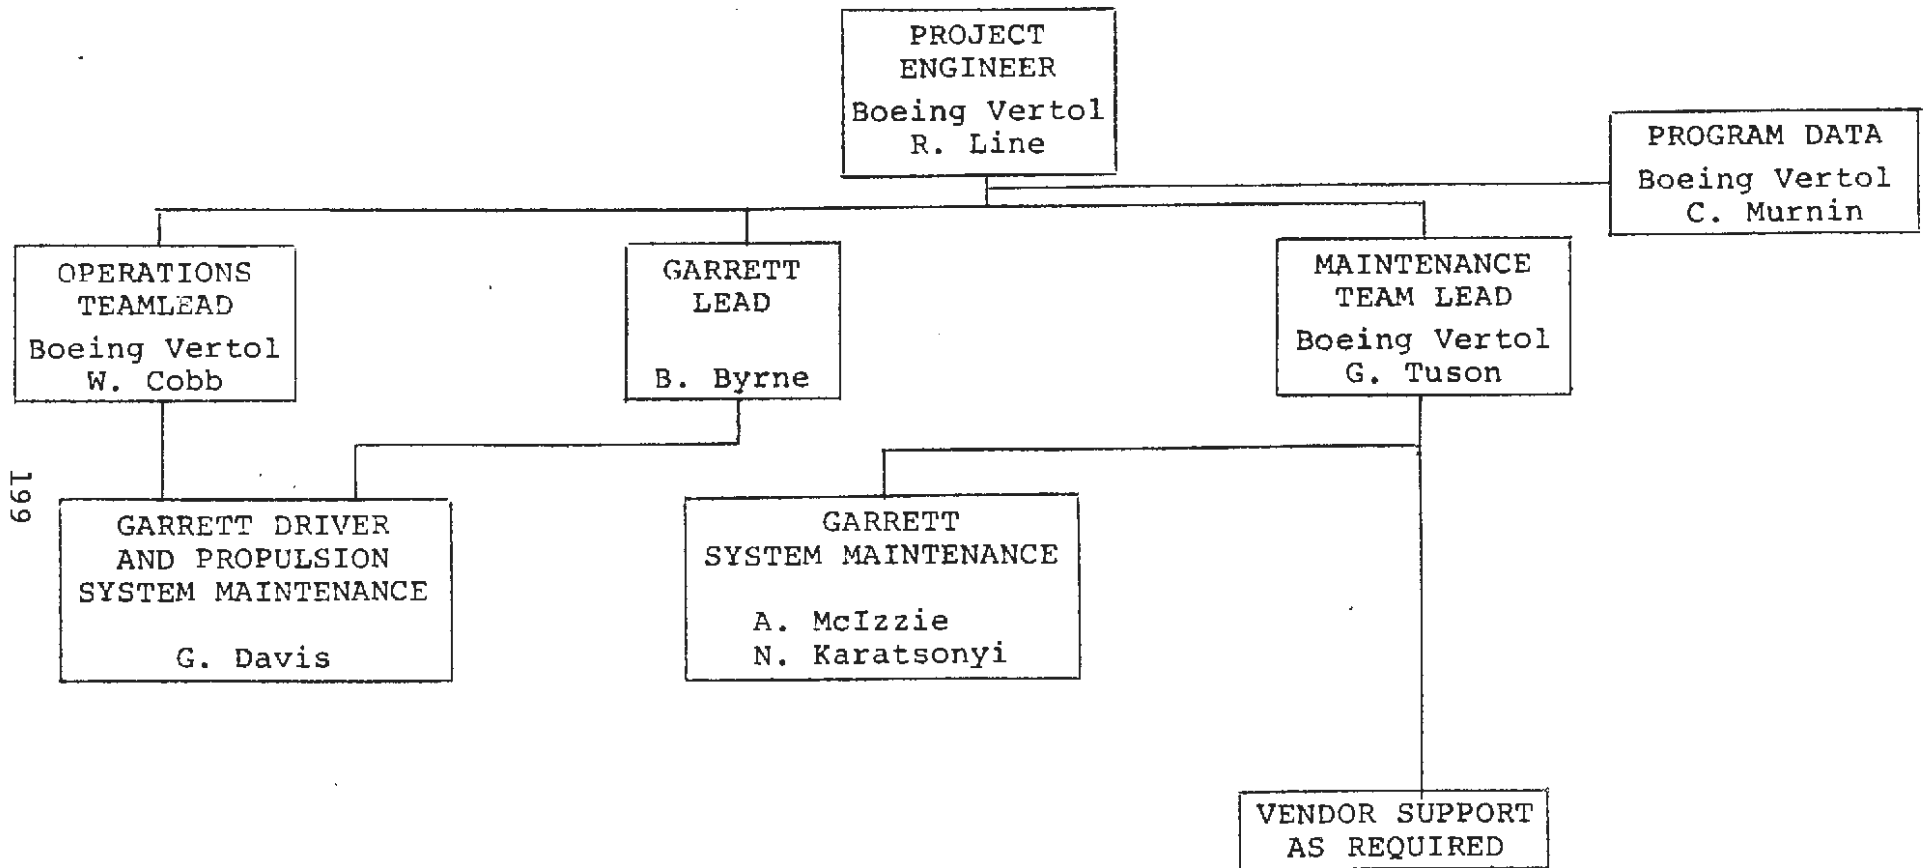 PROJECT
ENGINEER
Boeing Vertol
R. Line
PROGRAM DATA
Boeing Vertol
C. Murnin
OPERATIONS
TEAMLEAD
Boeing Vertol
W. Cobb
GARRETT
LEAD
B. Byrne
MAINTENANCE
TEAM LEAD
Boeing Vertol
G. Tuson
GARRETT DRIVER
AND PROPULSION
SYSTEM MAINTENANCE
G. Davis
GARRETT
SYSTEM MAINTENANCE
A. McIzzie
N. Karatsonyi
VENDOR SUPPORT
AS REQUIRED
199